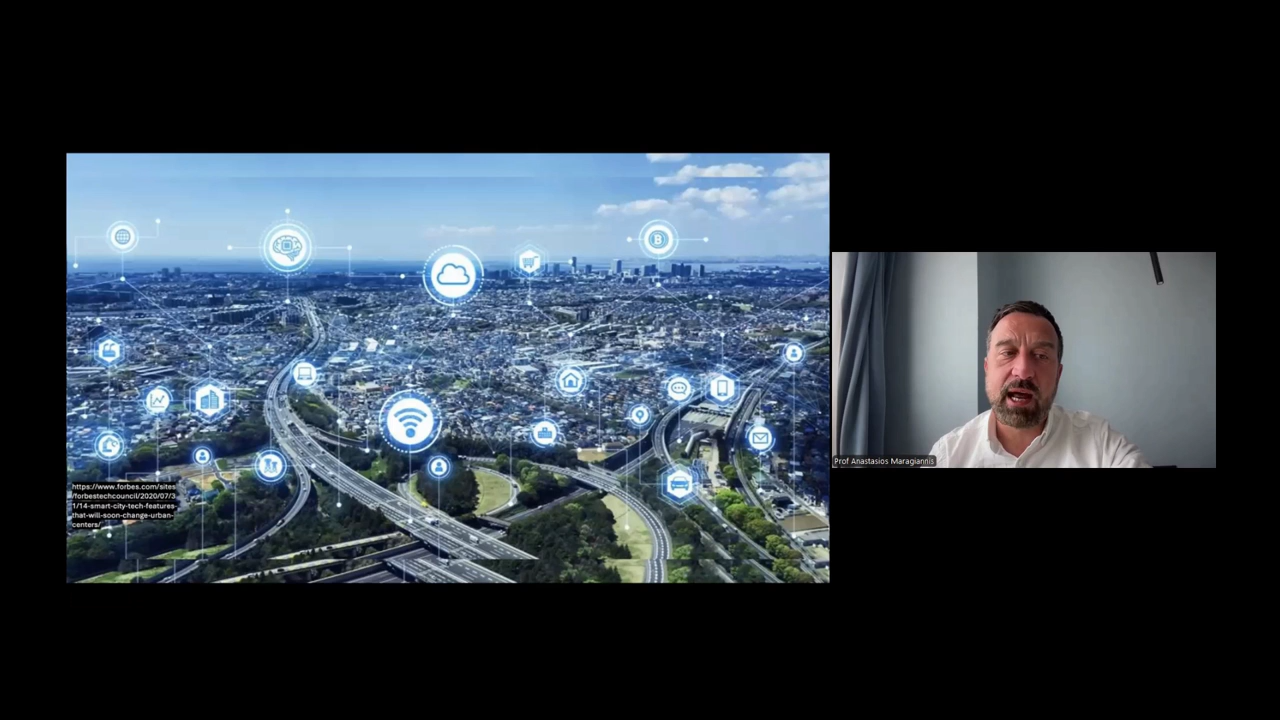 https://www.forbes.com/sites
/forbestechcouncil/2020/07/3
1/14-smart-city-tech-features-
that-will-soon-change-urban-
centers/
Prof Anastasios Maragiannis